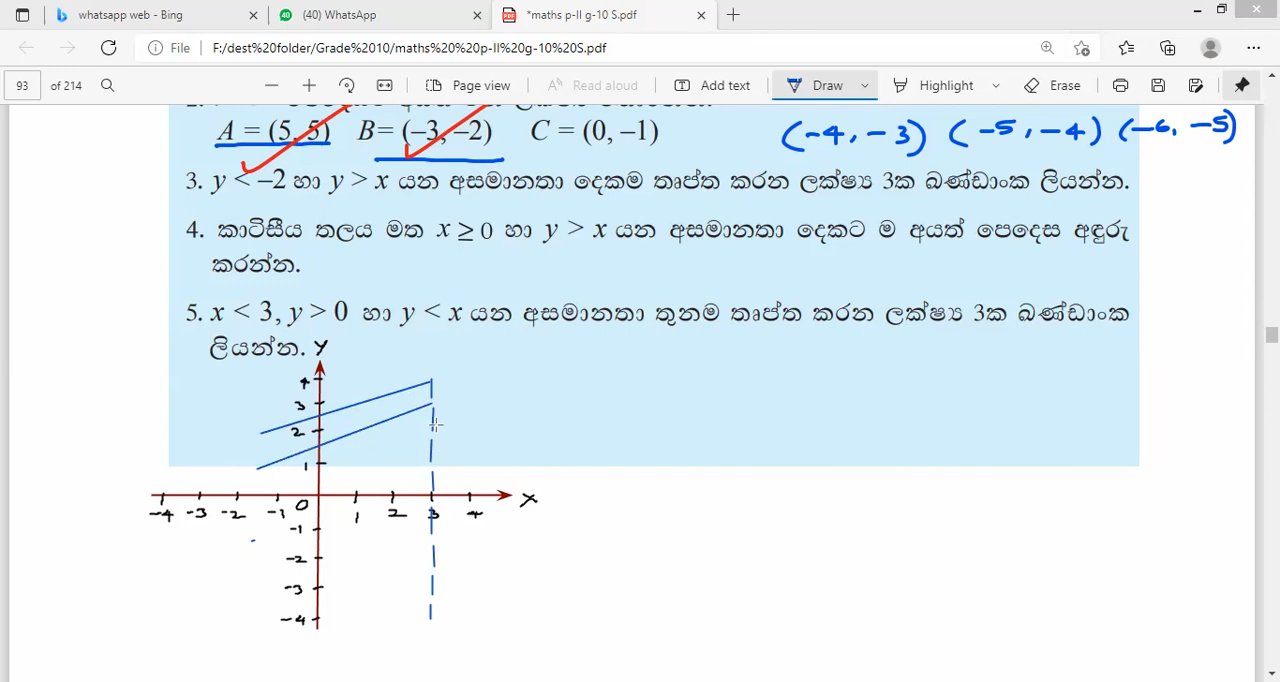 whatsapp web - Bing
(40) WhatsApp
*maths p-II g-10 S.pdf
File
F:/dest%20folder/Grade%2010/maths%20%20p-II%20g-10%20S.pdf
93 of 214
Page view
Read aloud
Add text
Draw
Highlight
Erase
A = (5, 5) B= (–3, –2) C = (0, –1)
(-4, -3) (-5, -4) (-6, -5)
3. y < –2 හා y > x යන අසමානතා දෙකම තෘප්ත කරන ලක්ෂ්‍ය 3ක ඛණ්ඩාංක ලියන්න.
4. කාටිසීය තලය මත x ≥ 0 හා y > x යන අසමානතා දෙකට ම අයත් පෙදෙස අඳුරු
කරන්න.
5. x < 3, y > 0 හා y < x යන අසමානතා තුනම තෘප්ත කරන ලක්ෂ්‍ය 3ක ඛණ්ඩාංක
ලියන්න.
Y
4
3
2
1
0
X
-4 -3 -2 -1 1 2 3 4
-1
-2
-3
-4